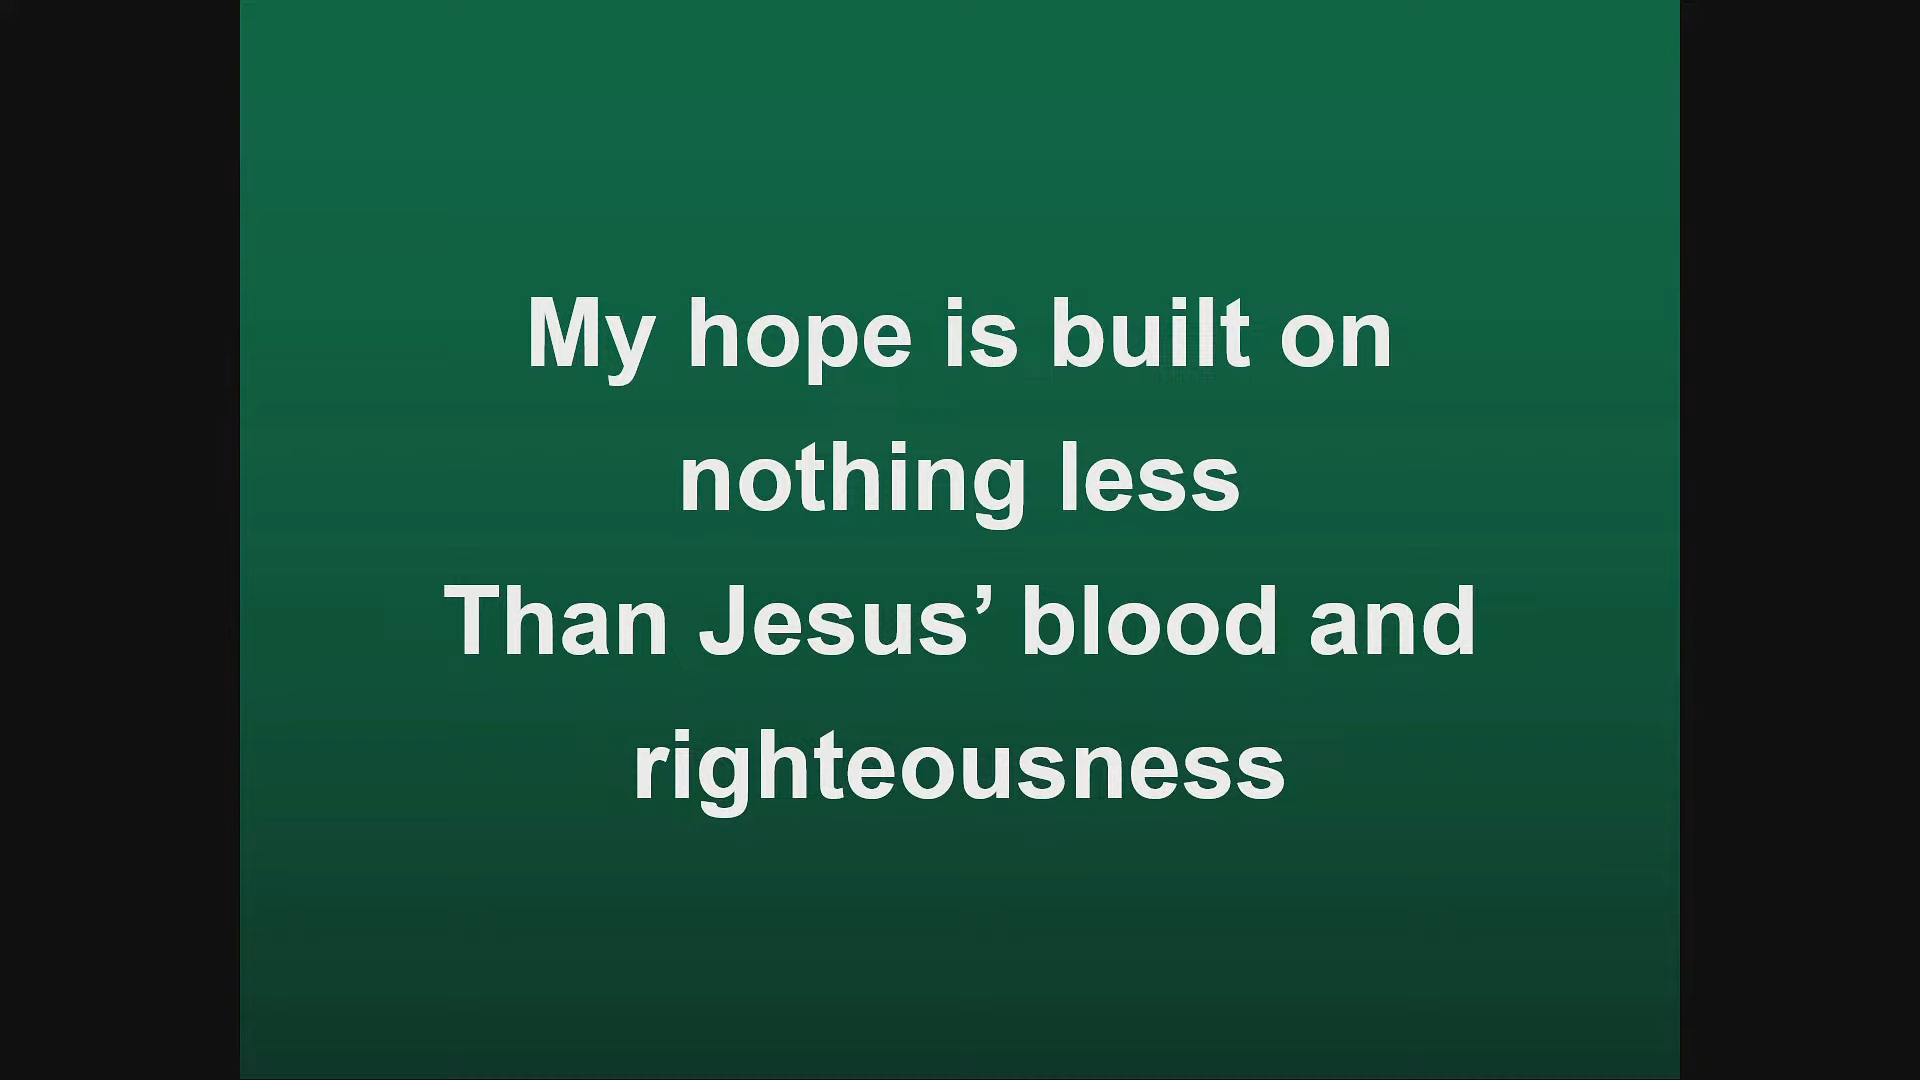 My hope is built on
nothing less
Than Jesus’ blood and
righteousness